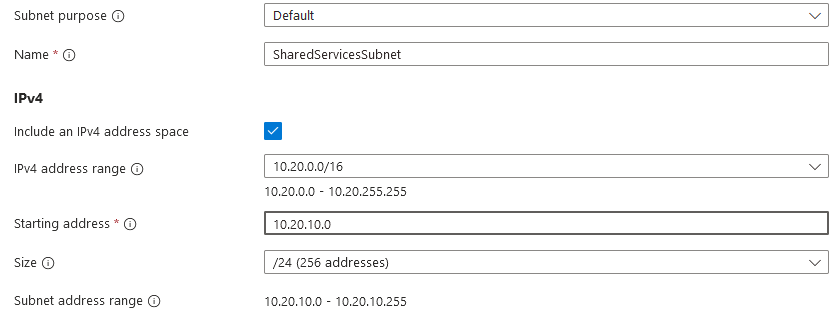 Subnet purpose
Default
Name *
SharedServicesSubnet
IPv4
Include an IPv4 address space
IPv4 address range
10.20.0.0/16
10.20.0.0 - 10.20.255.255
Starting address *
10.20.10.0
Size
/24 (256 addresses)
Subnet address range
10.20.10.0 - 10.20.10.255